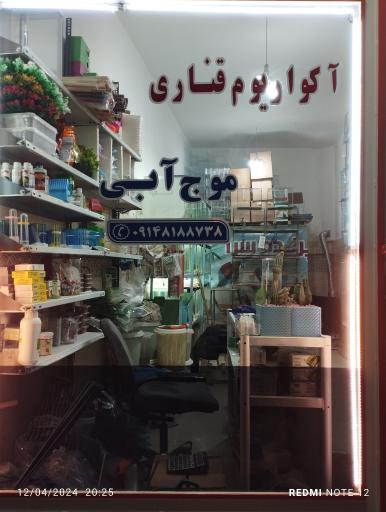 آکواریوم قناری
موج آبی
۰۹۱۴۸۱۸۸۷۳۸
12/04/2024 20:25
REDMI NOTE 12